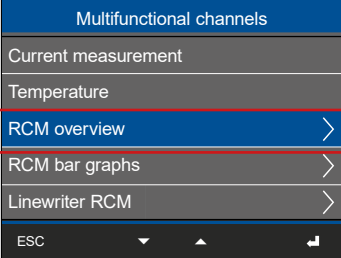 Multifunctional channels
Current measurement
Temperature
RCM overview
RCM bar graphs
Linewriter RCM
ESC